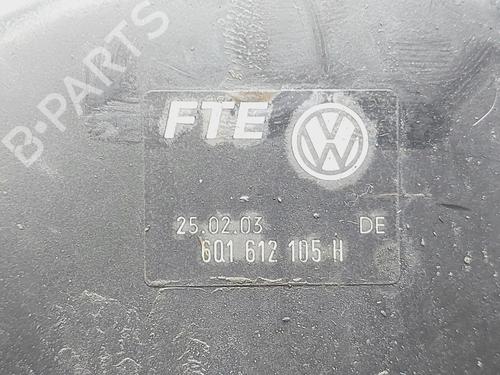 B-PARTS
FTE
25.02.03 DE
6Q1 612 105 H